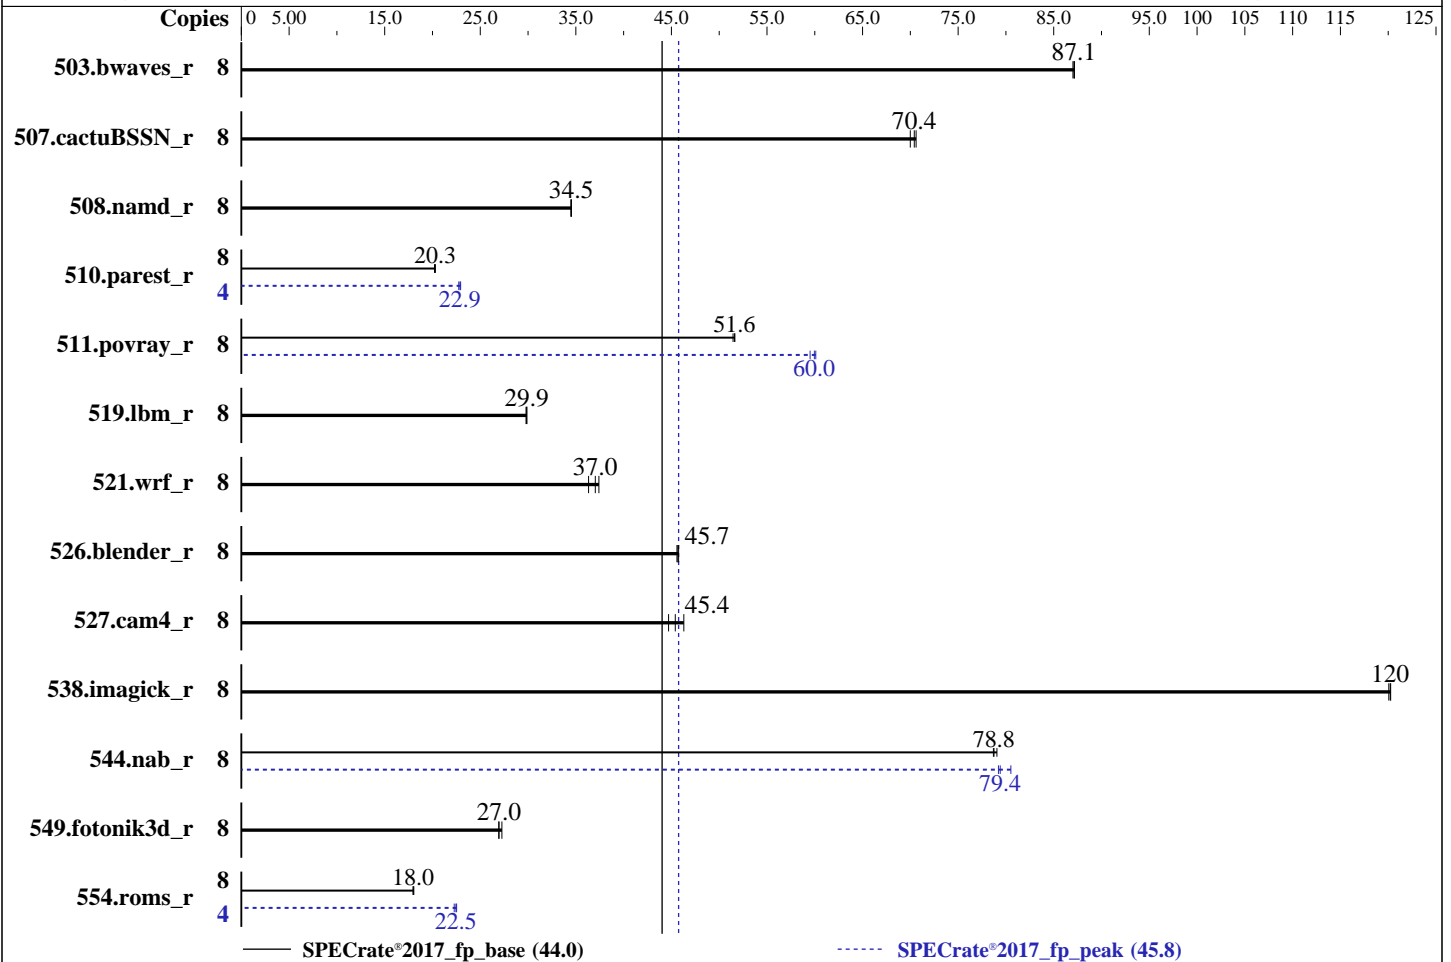 Copies 0 5.00 15.0 25.0 35.0 45.0 55.0 65.0 75.0 85.0 95.0 100 105 110 115 125
503.bwaves_r 8 87.1
507.cactuBSSN_r 8 70.4
508.namd_r 8 34.5
510.parest_r 8 20.3
4 22.9
511.povray_r 8 51.6
60.0
519.lbm_r 8 29.9
521.wrf_r 8 37.0
526.blender_r 8 45.7
527.cam4_r 8 45.4
538.imagick_r 8 120
544.nab_r 8 78.8
79.4
549.fotonik3d_r 8 27.0
554.roms_r 8 18.0
4 22.5
SPECrate®2017_fp_base (44.0) SPECrate®2017_fp_peak (45.8)